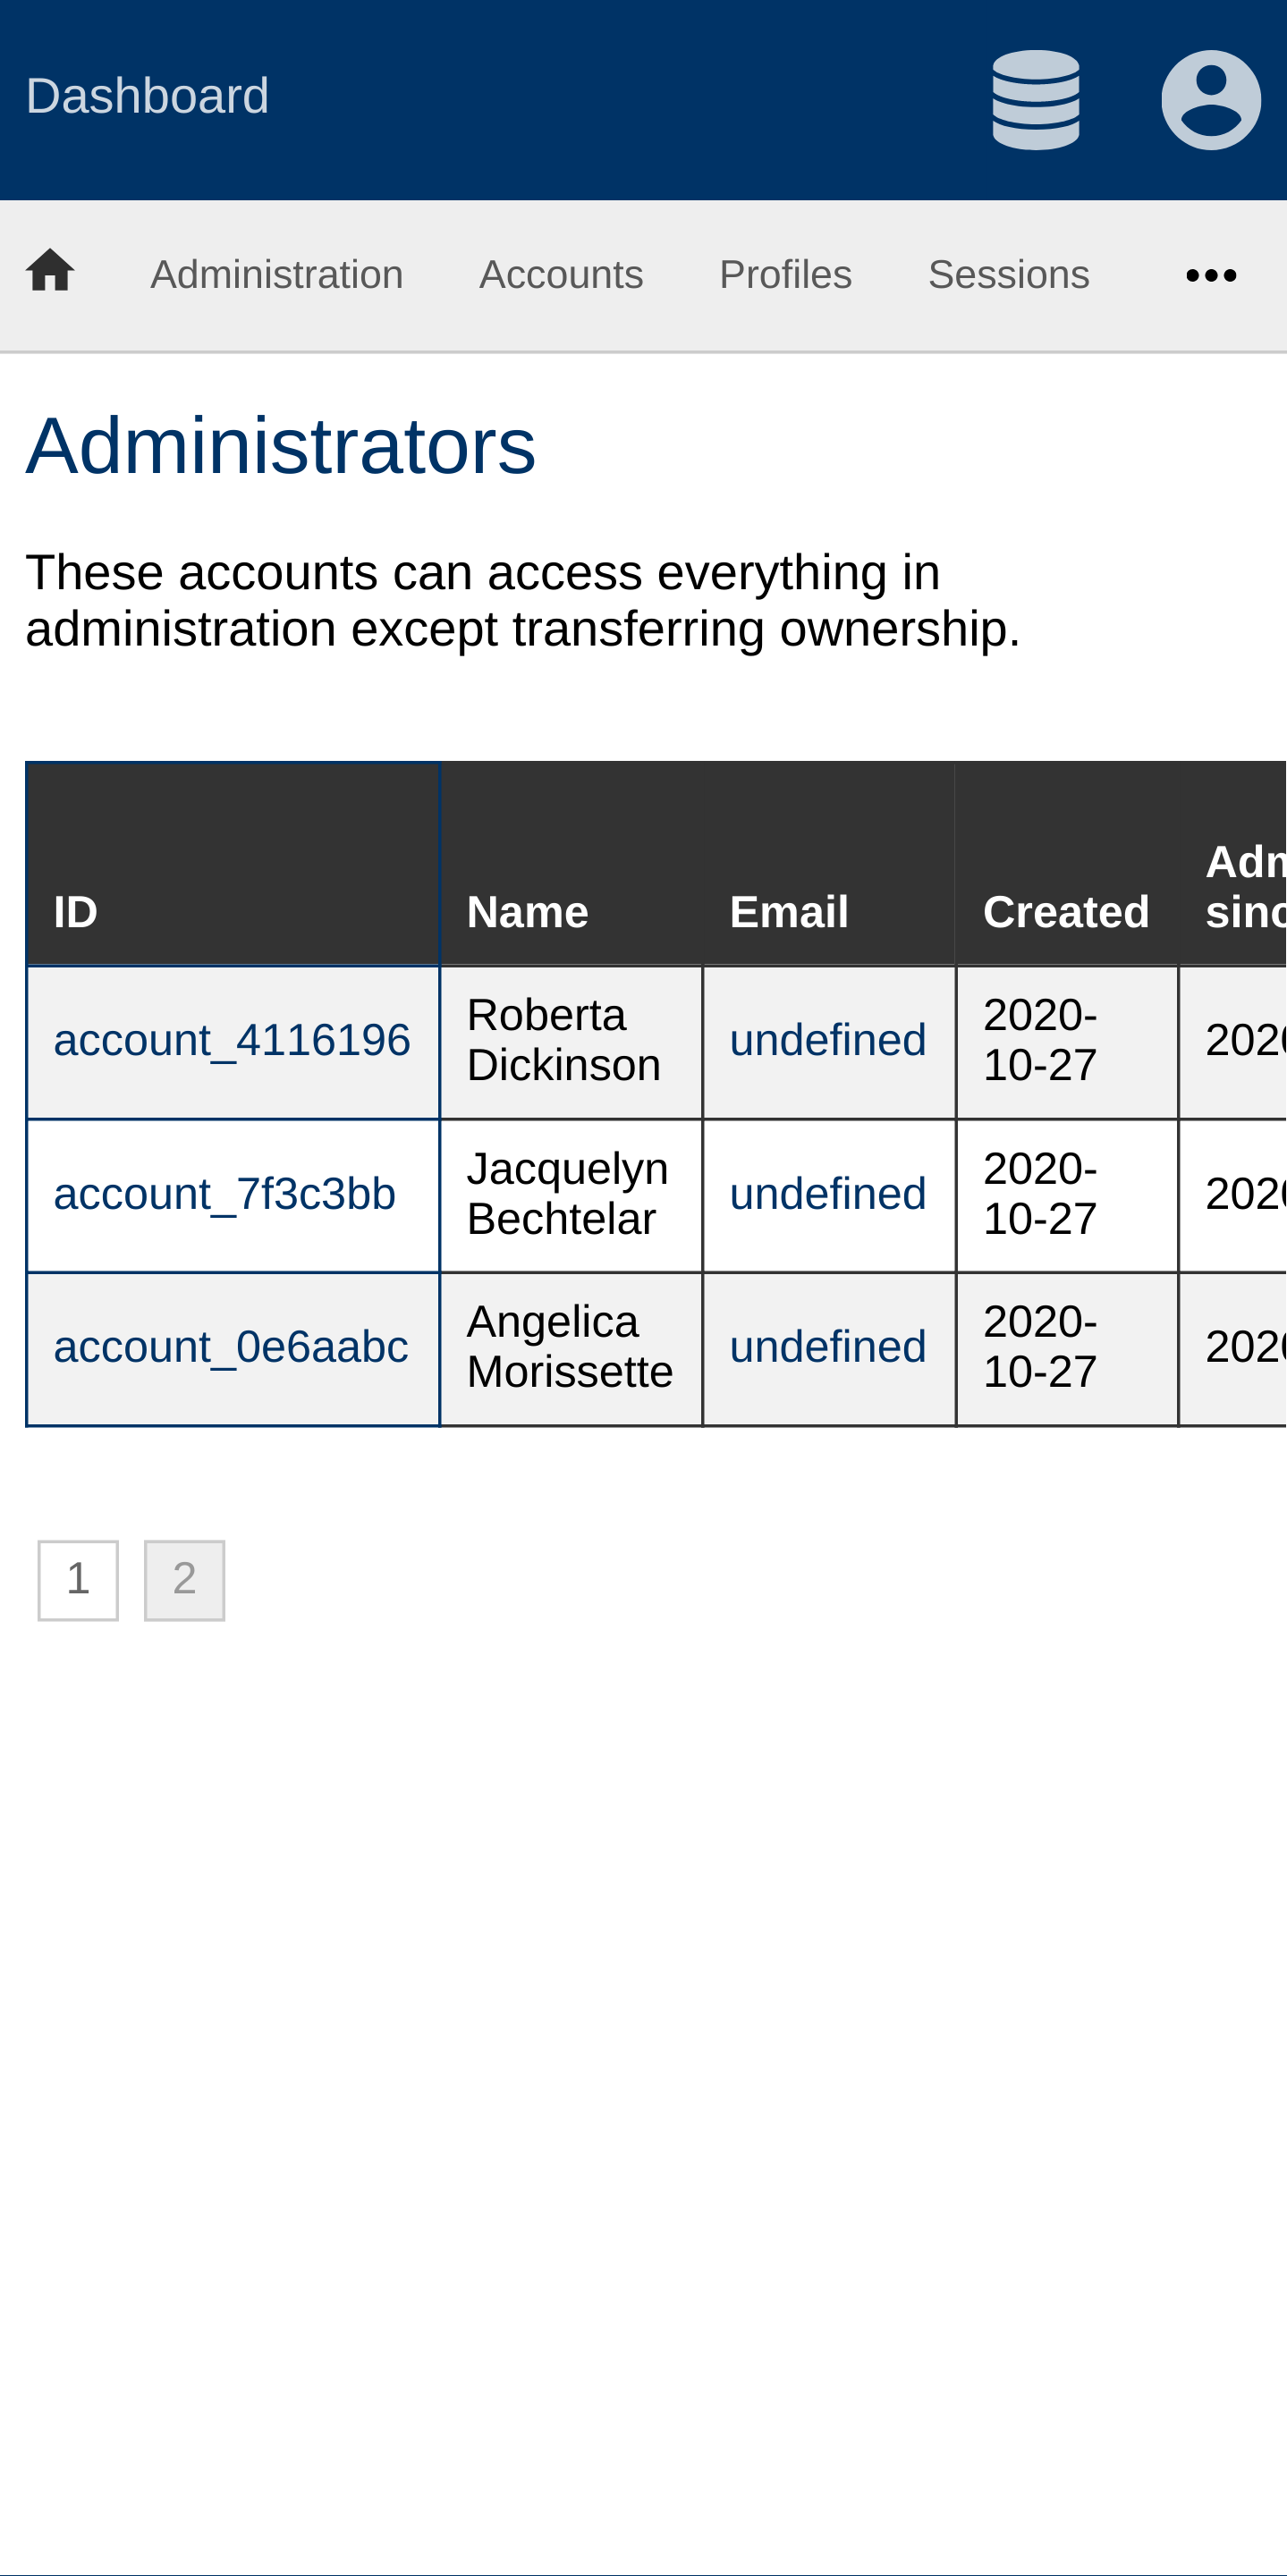 Dashboard
Administration Accounts Profiles Sessions
Administrators
These accounts can access everything in
administration except transferring ownership.
ID Name Email Created Adm
sinc
account_4116196 Roberta Dickinson undefined 2020-10-27 202
account_7f3c3bb Jacquelyn Bechtelar undefined 2020-10-27 202
account_0e6aabc Angelica Morissette undefined 2020-10-27 202
1 2